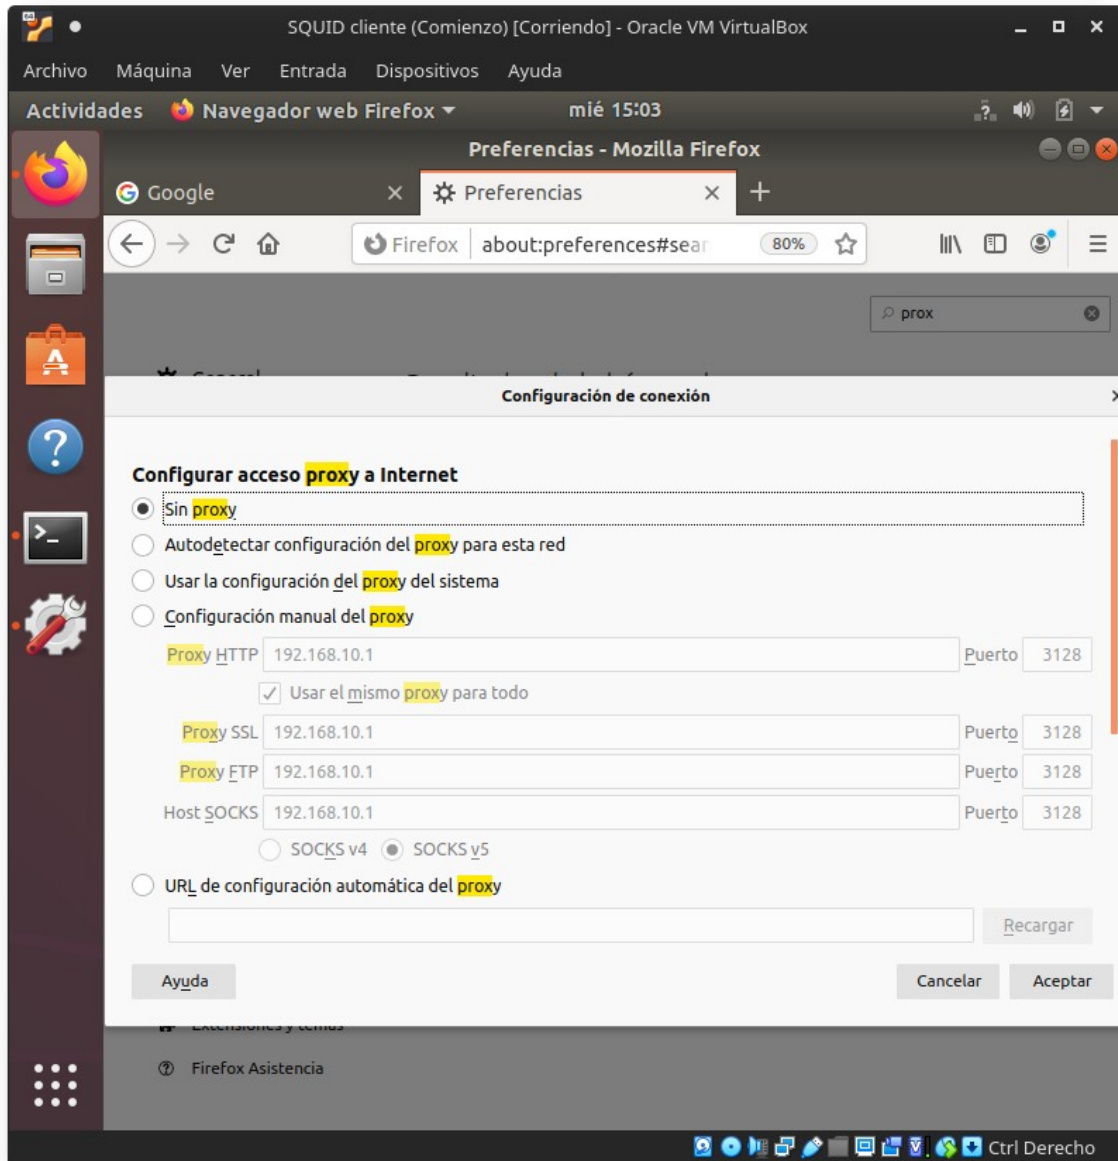 SQUID cliente (Comienzo) [Corriendo] - Oracle VM VirtualBox
Archivo Máquina Ver Entrada Dispositivos Ayuda
Actividades Navegador web Firefox mié 15:03
Preferencias - Mozilla Firefox
Google Preferencias
Firefox about:preferences#sear 80%
prox
Configuración de conexión
Configurar acceso proxy a Internet
Sin proxy
Autodetectar configuración del proxy para esta red
Usar la configuración del proxy del sistema
Configuración manual del proxy
Proxy HTTP 192.168.10.1 Puerto 3128
Usar el mismo proxy para todo
Proxy SSL 192.168.10.1 Puerto 3128
Proxy FTP 192.168.10.1 Puerto 3128
Host SOCKS 192.168.10.1 Puerto 3128
SOCKS v4 SOCKS v5
URL de configuración automática del proxy
Recargar
Ayuda Cancelar Aceptar
Extensiones y temas
Firefox Asistencia
Ctrl Derecho